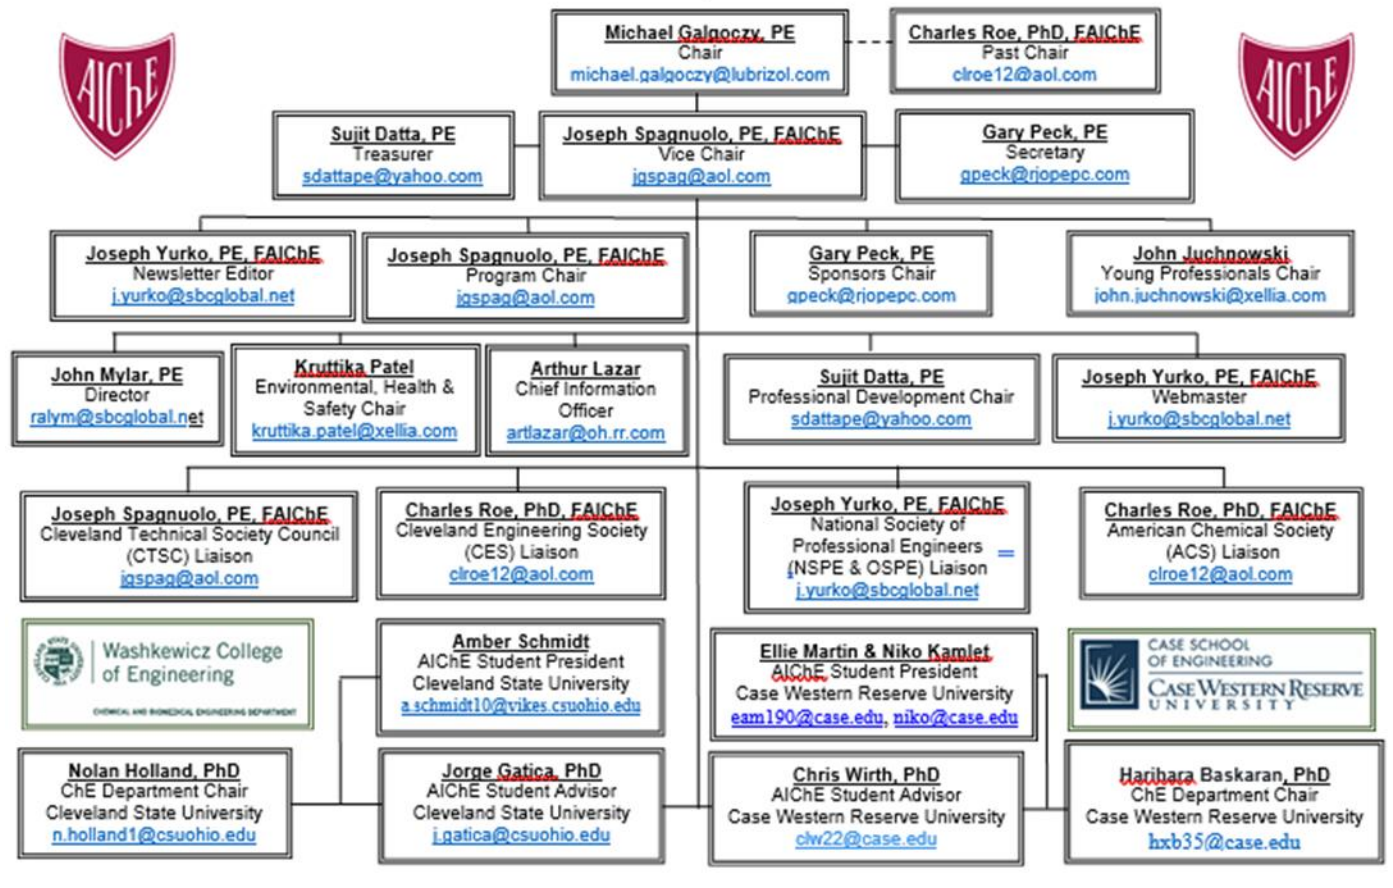 AIChE
Michael Galgoczy, PE
Chair
michael.galgoczy@lubrizol.com
Charles Roe, PhD, FAIChE
Past Chair
clroe12@aol.com
AIChE
Sujit Datta, PE
Treasurer
sdattape@yahoo.com
Joseph Spagnuolo, PE, FAIChE
Vice Chair
jgspag@aol.com
Gary Peck, PE
Secretary
gpeck@rjopepc.com
Joseph Yurko, PE, FAIChE
Newsletter Editor
j.yurko@sbcglobal.net
Joseph Spagnuolo, PE, FAIChE
Program Chair
jgspag@aol.com
Gary Peck, PE
Sponsors Chair
gpeck@rjopepc.com
John Juchnowski
Young Professionals Chair
john.juchnowski@xellia.com
John Mylar, PE
Director
ralym@sbcglobal.net
Kruttika Patel
Environmental, Health &
Safety Chair
kruttika.patel@xellia.com
Arthur Lazar
Chief Information
Officer
artlazar@oh.rr.com
Sujit Datta, PE
Professional Development Chair
sdattape@yahoo.com
Joseph Yurko, PE, FAIChE
Webmaster
j.yurko@sbcglobal.net
Joseph Spagnuolo, PE, FAIChE
Cleveland Technical Society Council
(CTSC) Liaison
jgspag@aol.com
Charles Roe, PhD, FAIChE
Cleveland Engineering Society
(CES) Liaison
clroe12@aol.com
Joseph Yurko, PE, FAIChE
National Society of
Professional Engineers
(NSPE & OSPE) Liaison
j.yurko@sbcglobal.net
Charles Roe, PhD, FAIChE
American Chemical Society
(ACS) Liaison
clroe12@aol.com
Washkewicz College
of Engineering
CHEMICAL AND BIOMEDICAL ENGINEERING DEPARTMENT
Amber Schmidt
AIChE Student President
Cleveland State University
a.schmidt10@vikes.csuohio.edu
Ellie Martin & Niko Kamlet
AIChE Student President
Case Western Reserve University
eam190@case.edu, niko@case.edu
CASE SCHOOL
OF ENGINEERING
CASE WESTERN RESERVE
UNIVERSITY
Nolan Holland, PhD
ChE Department Chair
Cleveland State University
n.holland1@csuohio.edu
Jorge Gatica, PhD
AIChE Student Advisor
Cleveland State University
j.gatica@csuohio.edu
Chris Wirth, PhD
AIChE Student Advisor
Case Western Reserve University
clw22@case.edu
Harihara Baskaran, PhD
ChE Department Chair
Case Western Reserve University
hxb35@case.edu